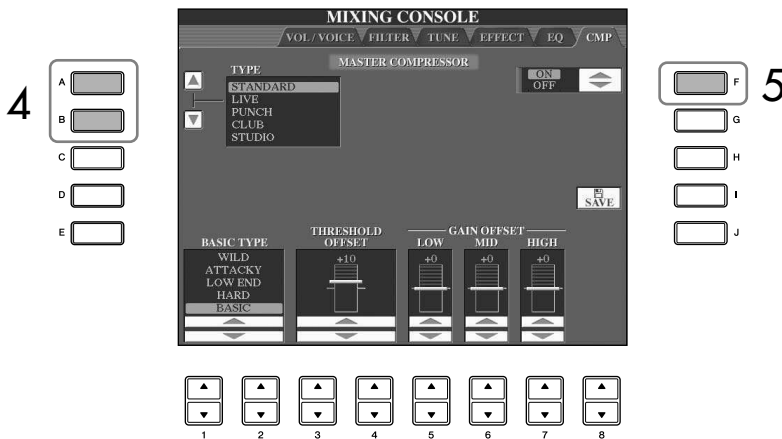 MIXING CONSOLE
VOL / VOICE FILTER TUNE EFFECT EQ CMP
MASTER COMPRESSOR
TYPE
STANDARD
LIVE
PUNCH
CLUB
STUDIO
ON
OFF
4
A
B
C
D
E
5
F
G
H
I
J
SAVE
BASIC TYPE
WILD
ATTACKY
LOW END
HARD
BASIC
THRESHOLD
OFFSET
+10
GAIN OFFSET
LOW MID HIGH
+0 +0 +0
1 2 3 4 5 6 7 8